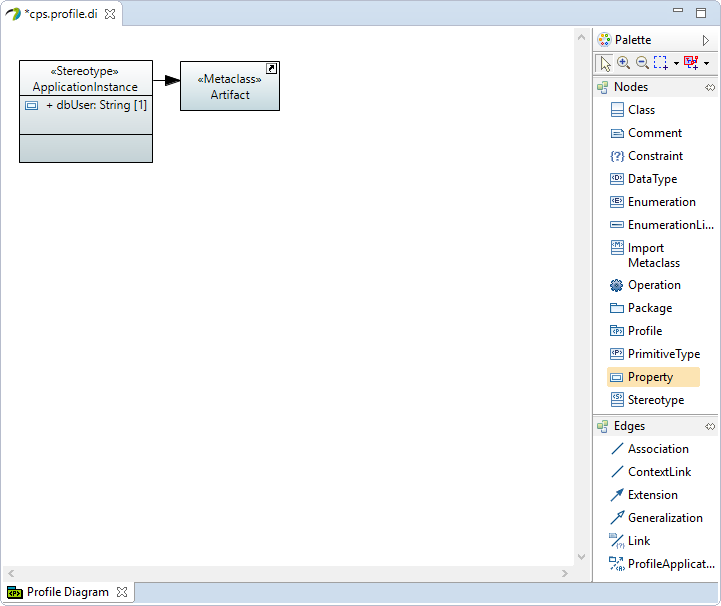 *cps.profile.di
«Stereotype»
ApplicationInstance
+ dbUser: String [1]
«Metaclass»
Artifact
Palette
Nodes
Class
Comment
Constraint
DataType
Enumeration
EnumerationLi...
Import
Metaclass
Operation
Package
Profile
PrimitiveType
Property
Stereotype
Edges
Association
ContextLink
Extension
Generalization
Link
ProfileApplicat...
Profile Diagram